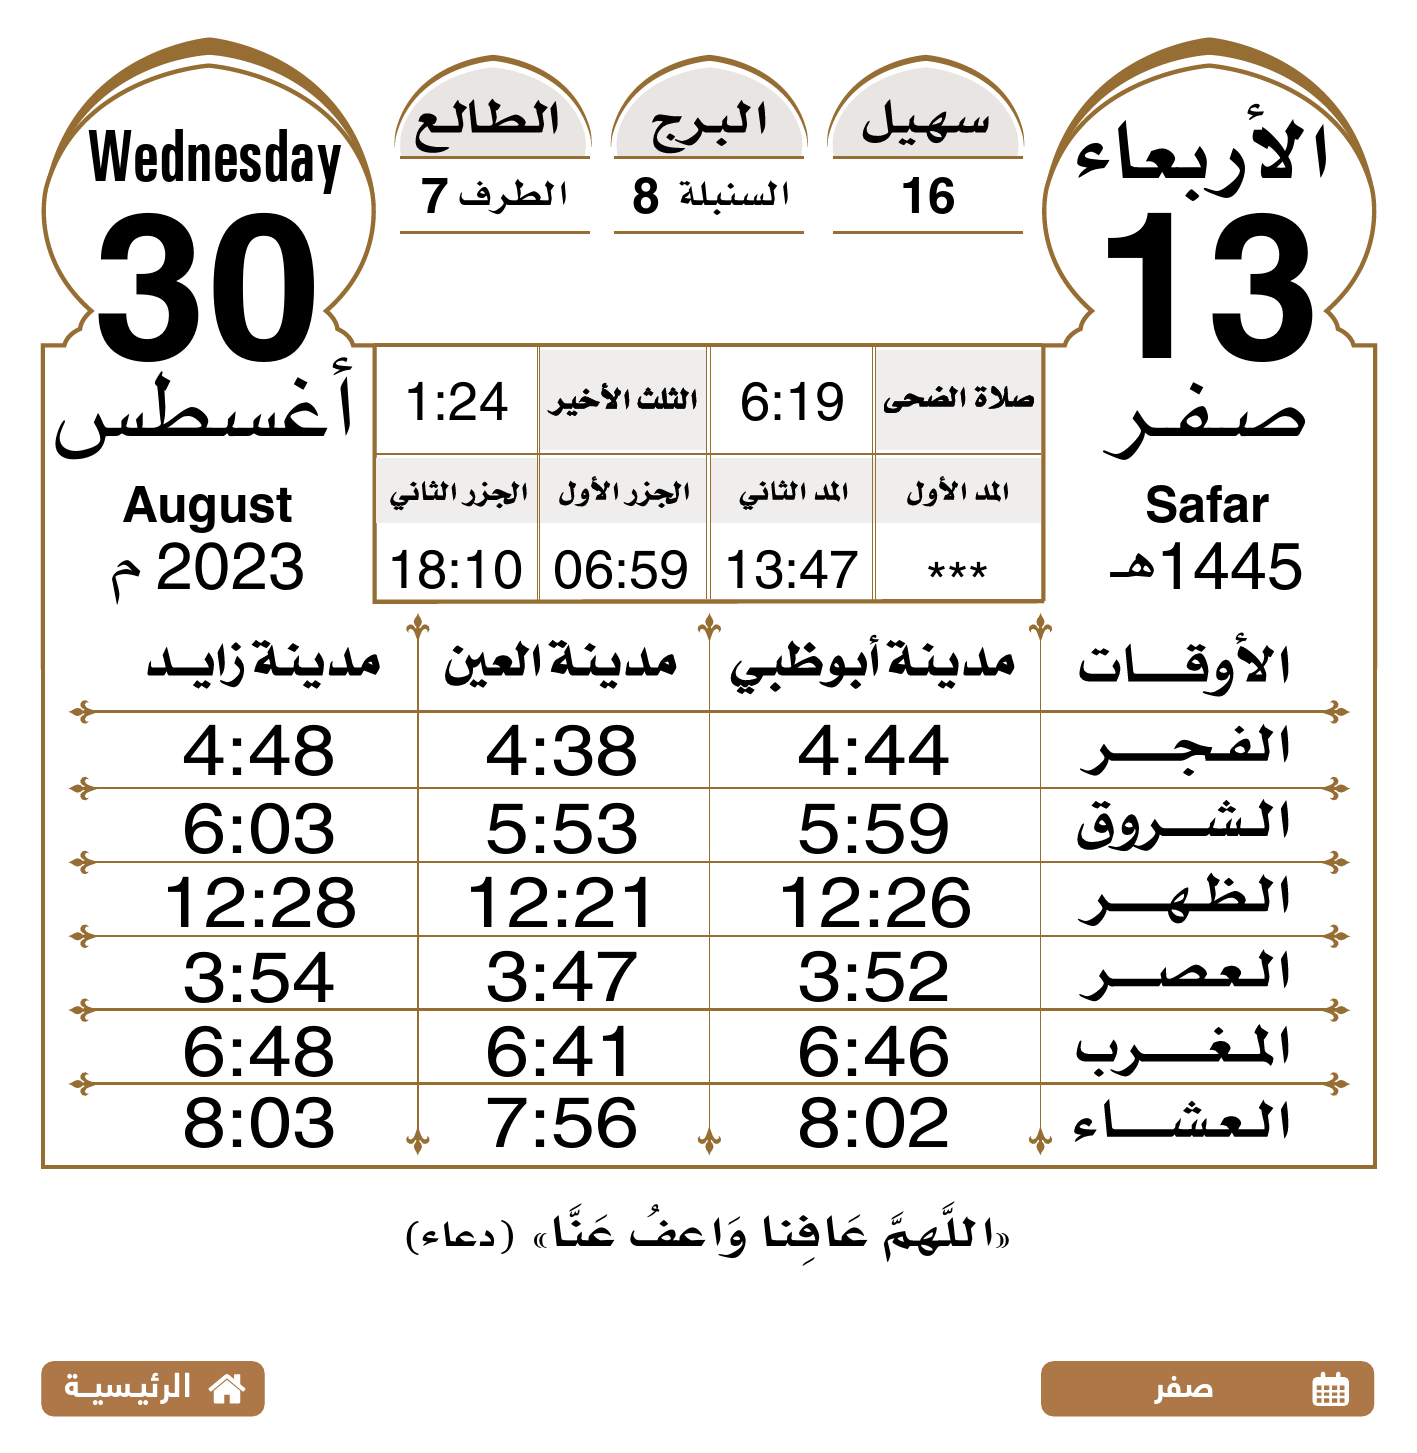 الأربعاء
13
صفر
Safar
1445هـ
سهيل
16
البرج
السنبلة 8
الطالع
الطرف 7
Wednesday
30
أغسطس
August
2023 م
صلاة الضحى 6:19 الثلث الأخير 1:24
المد الأول المد الثاني الجزر الأول الجزر الثاني
*** 13:47 06:59 18:10
الأوقات مدينة أبوظبي مدينة العين مدينة زايد
الفجر 4:44 4:38 4:48
الشروق 5:59 5:53 6:03
الظهر 12:26 12:21 12:28
العصر 3:52 3:47 3:54
المغرب 6:46 6:41 6:48
العشاء 8:02 7:56 8:03
«اللَّهمَّ عَافِنا وَاعفُ عَنَّا» (دعاء)
صفر
الرئيسية